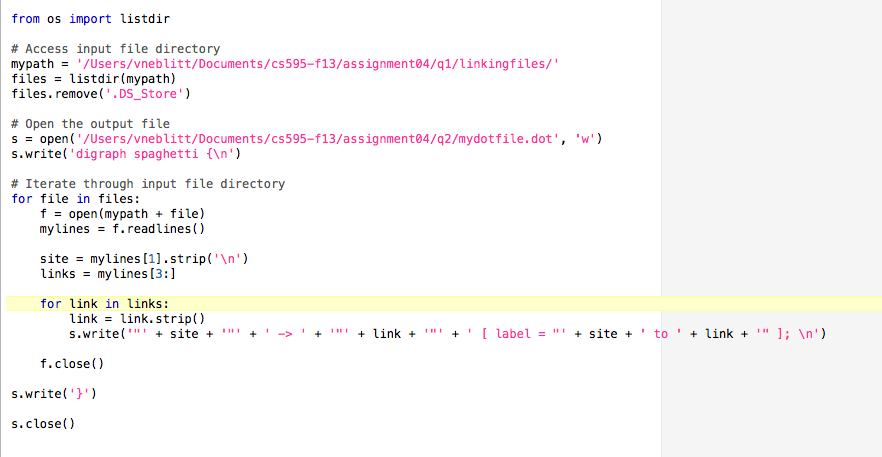 from os import listdir
# Access input file directory
mypath = '/Users/vneblitt/Documents/cs595-f13/assignment04/q1/linkingfiles/'
files = listdir(mypath)
files.remove('.DS_Store')
# Open the output file
s = open('/Users/vneblitt/Documents/cs595-f13/assignment04/q2/mydotfile.dot', 'w')
s.write('digraph spaghetti {\n')
# Iterate through input file directory
for file in files:
    f = open(mypath + file)
    mylines = f.readlines()
    site = mylines[1].strip('\n')
    links = mylines[3:]
    for link in links:
        link = link.strip()
        s.write('"' + site + '"' + ' -> ' + '"' + link + '"' + ' [ label = "' + site + ' to ' + link + '" ]; \n')
    f.close()
s.write('}')
s.close()